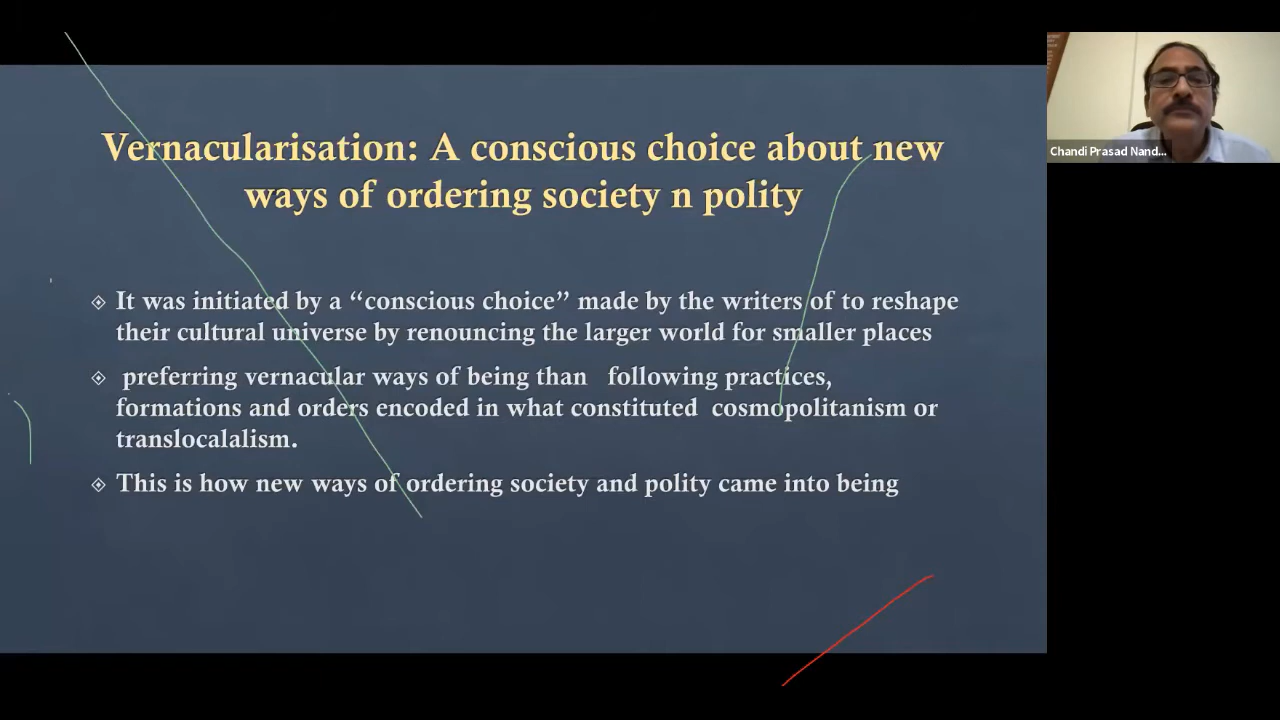 Vernacularisation: A conscious choice about new
ways of ordering society n polity
It was initiated by a “conscious choice” made by the writers of to reshape
their cultural universe by renouncing the larger world for smaller places
preferring vernacular ways of being than following practices,
formations and orders encoded in what constituted cosmopolitanism or
translocalalism.
This is how new ways of ordering society and polity came into being
Chandi Prasad Nand...